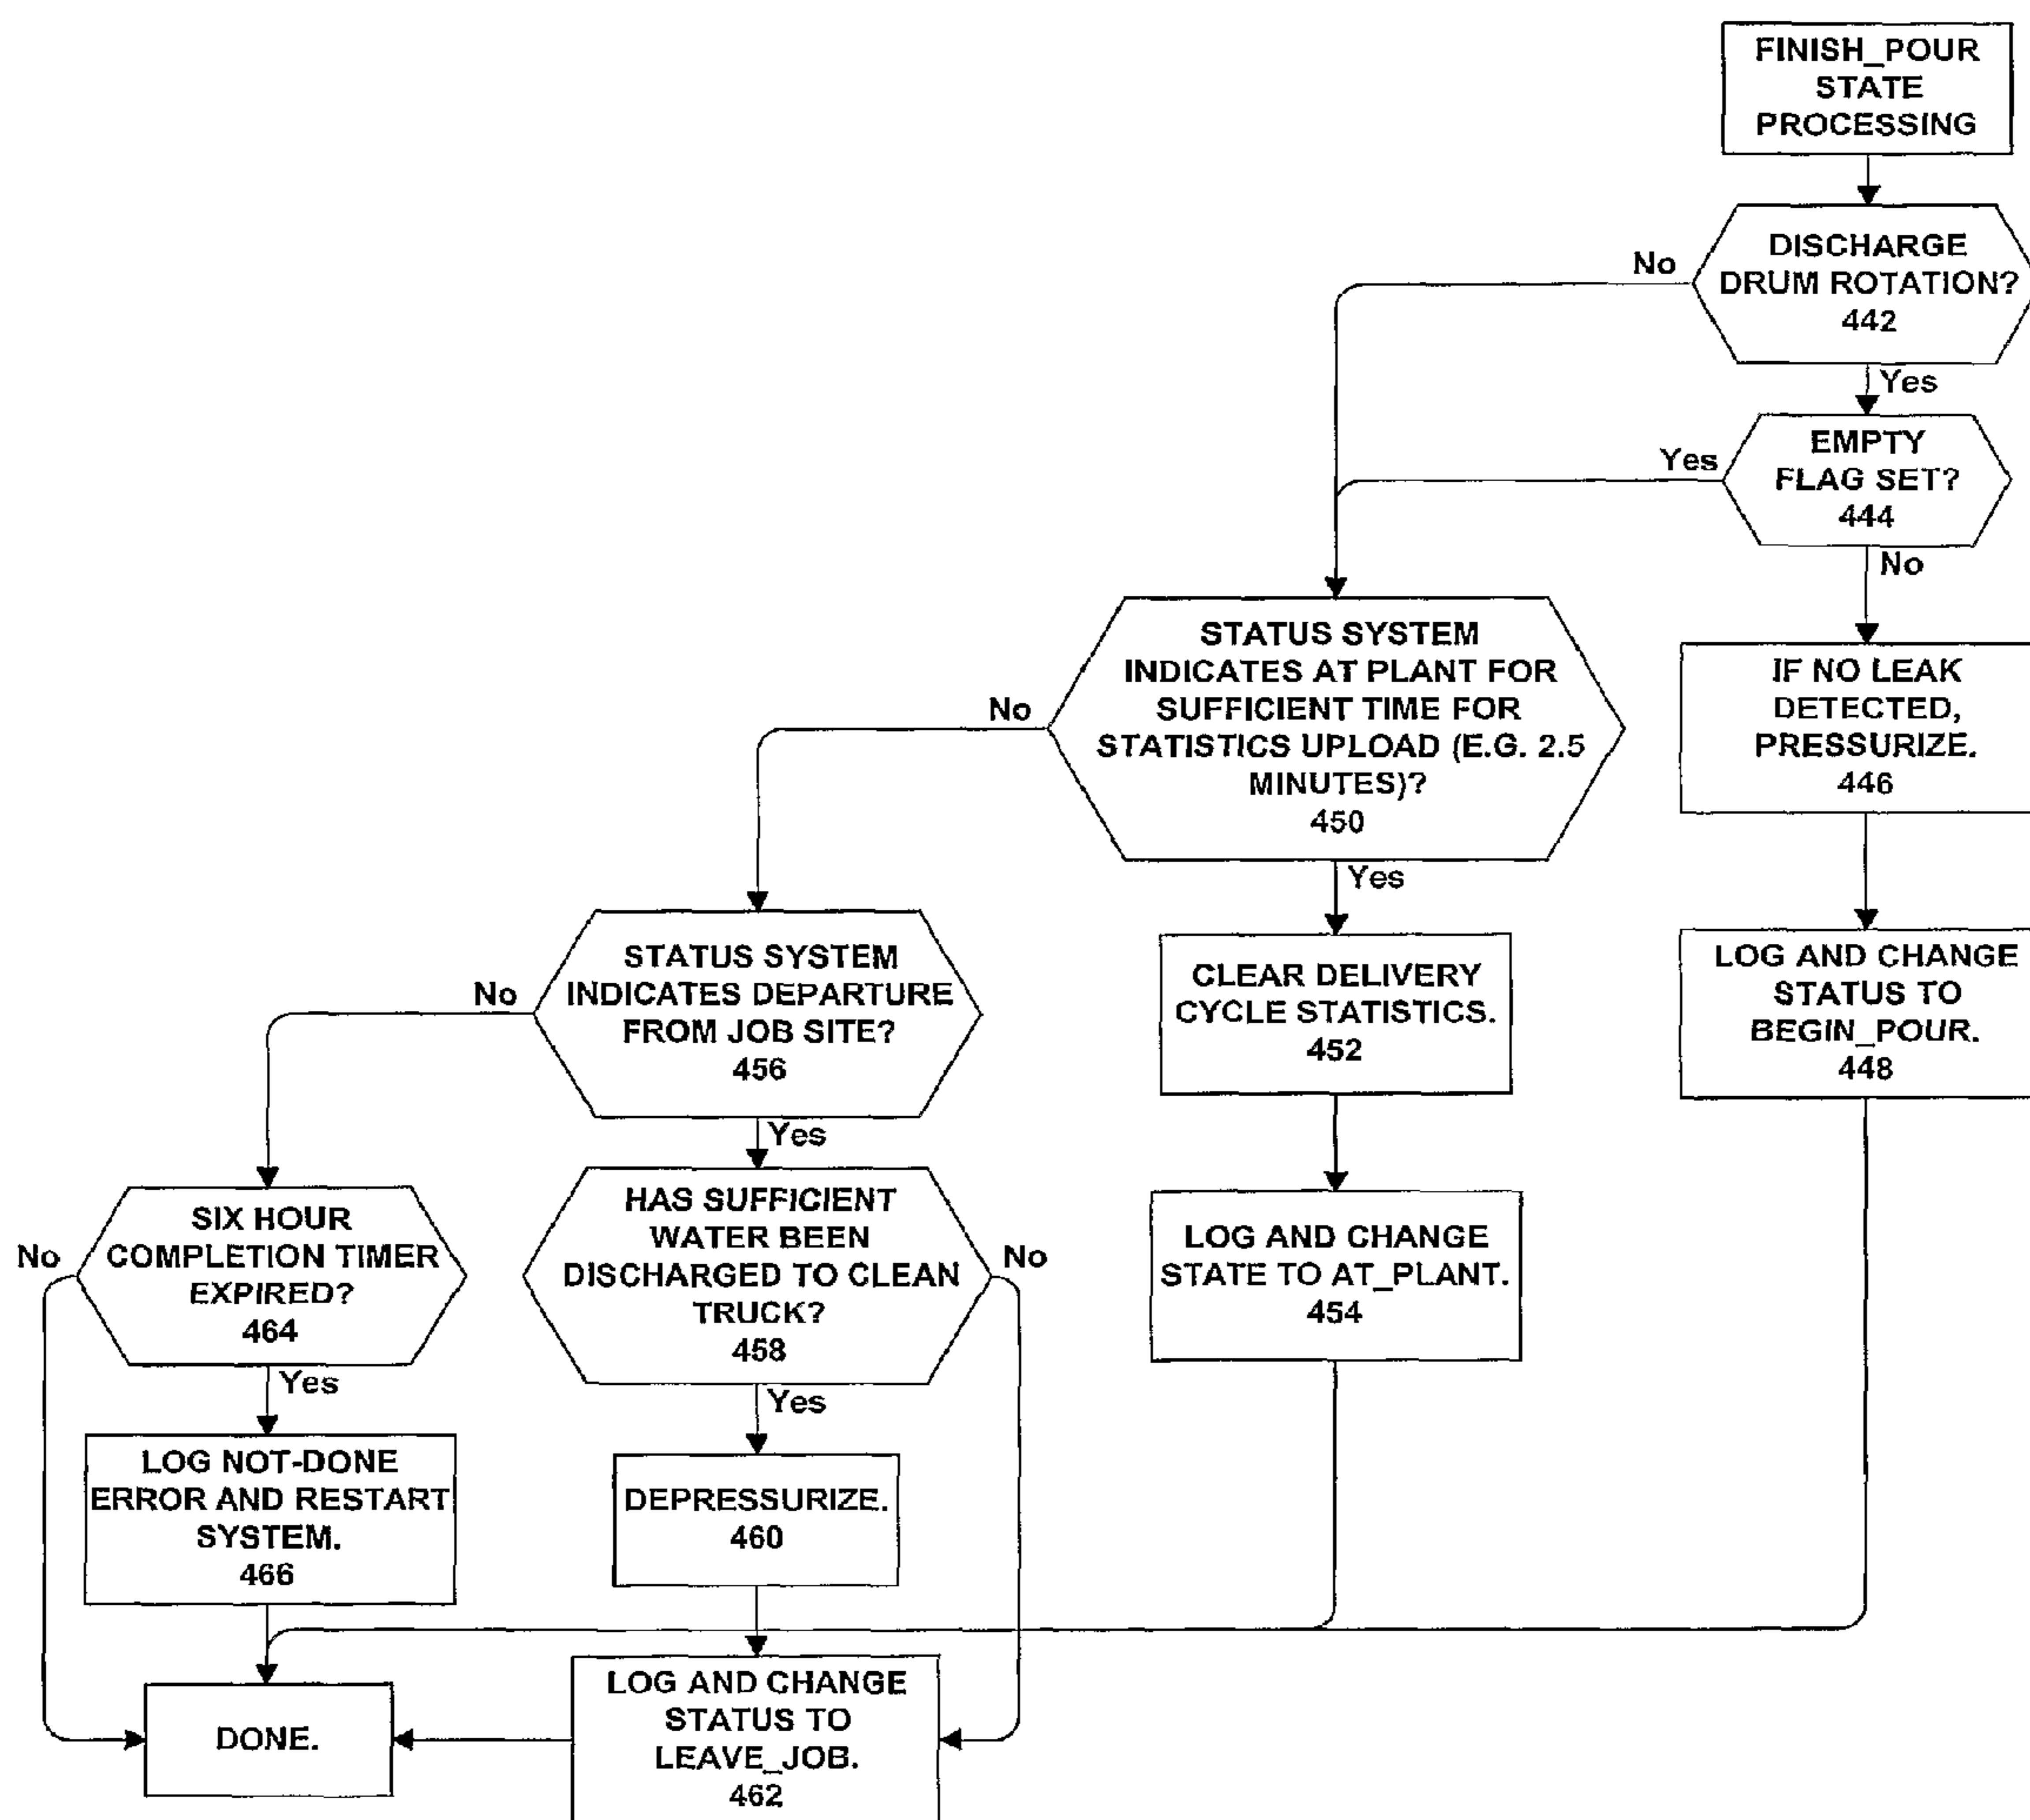 FINISH_POUR
STATE
PROCESSING
DISCHARGE
DRUM ROTATION?
442
No
Yes
EMPTY
FLAG SET?
444
Yes
No
IF NO LEAK
DETECTED,
PRESSURIZE.
446
LOG AND CHANGE
STATUS TO
BEGIN_POUR.
448
STATUS SYSTEM
INDICATES AT PLANT FOR
SUFFICIENT TIME FOR
STATISTICS UPLOAD (E.G. 2.5
MINUTES)?
450
No
Yes
CLEAR DELIVERY
CYCLE STATISTICS.
452
LOG AND CHANGE
STATE TO AT_PLANT.
454
STATUS SYSTEM
INDICATES DEPARTURE
FROM JOB SITE?
456
No
Yes
HAS SUFFICIENT
WATER BEEN
DISCHARGED TO CLEAN
TRUCK?
458
No
Yes
DEPRESSURIZE.
460
LOG AND CHANGE
STATUS TO
LEAVE_JOB.
462
SIX HOUR
COMPLETION TIMER
EXPIRED?
464
No
Yes
LOG NOT-DONE
ERROR AND RESTART
SYSTEM.
466
DONE.